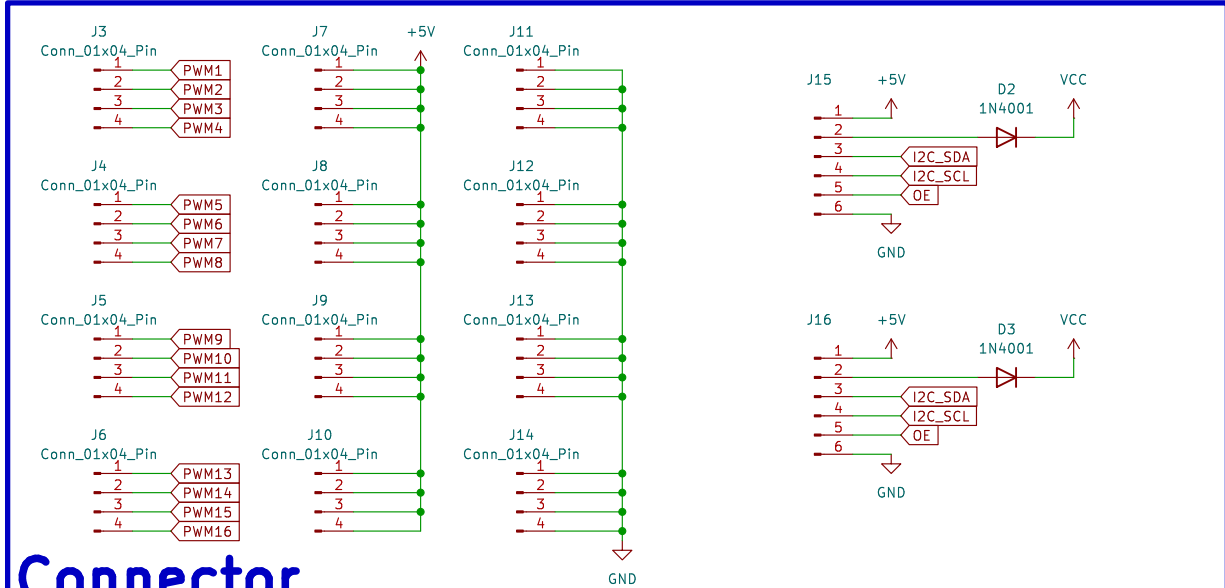 J3
Conn_01x04_Pin
1 PWM1
2 PWM2
3 PWM3
4 PWM4
J4
Conn_01x04_Pin
1 PWM5
2 PWM6
3 PWM7
4 PWM8
J5
Conn_01x04_Pin
1 PWM9
2 PWM10
3 PWM11
4 PWM12
J6
Conn_01x04_Pin
1 PWM13
2 PWM14
3 PWM15
4 PWM16
J7 +5V
Conn_01x04_Pin
1
2
3
4
J8
Conn_01x04_Pin
1
2
3
4
J9
Conn_01x04_Pin
1
2
3
4
J10
Conn_01x04_Pin
1
2
3
4
J11
Conn_01x04_Pin
1
2
3
4
J12
Conn_01x04_Pin
1
2
3
4
J13
Conn_01x04_Pin
1
2
3
4
J14
Conn_01x04_Pin
1
2
3
4
GND
J15 +5V
D2
1N4001
VCC
1
2
3 I2C_SDA
4 I2C_SCL
5 OE
6
GND
J16 +5V
D3
1N4001
VCC
1
2
3 I2C_SDA
4 I2C_SCL
5 OE
6
GND
Connector